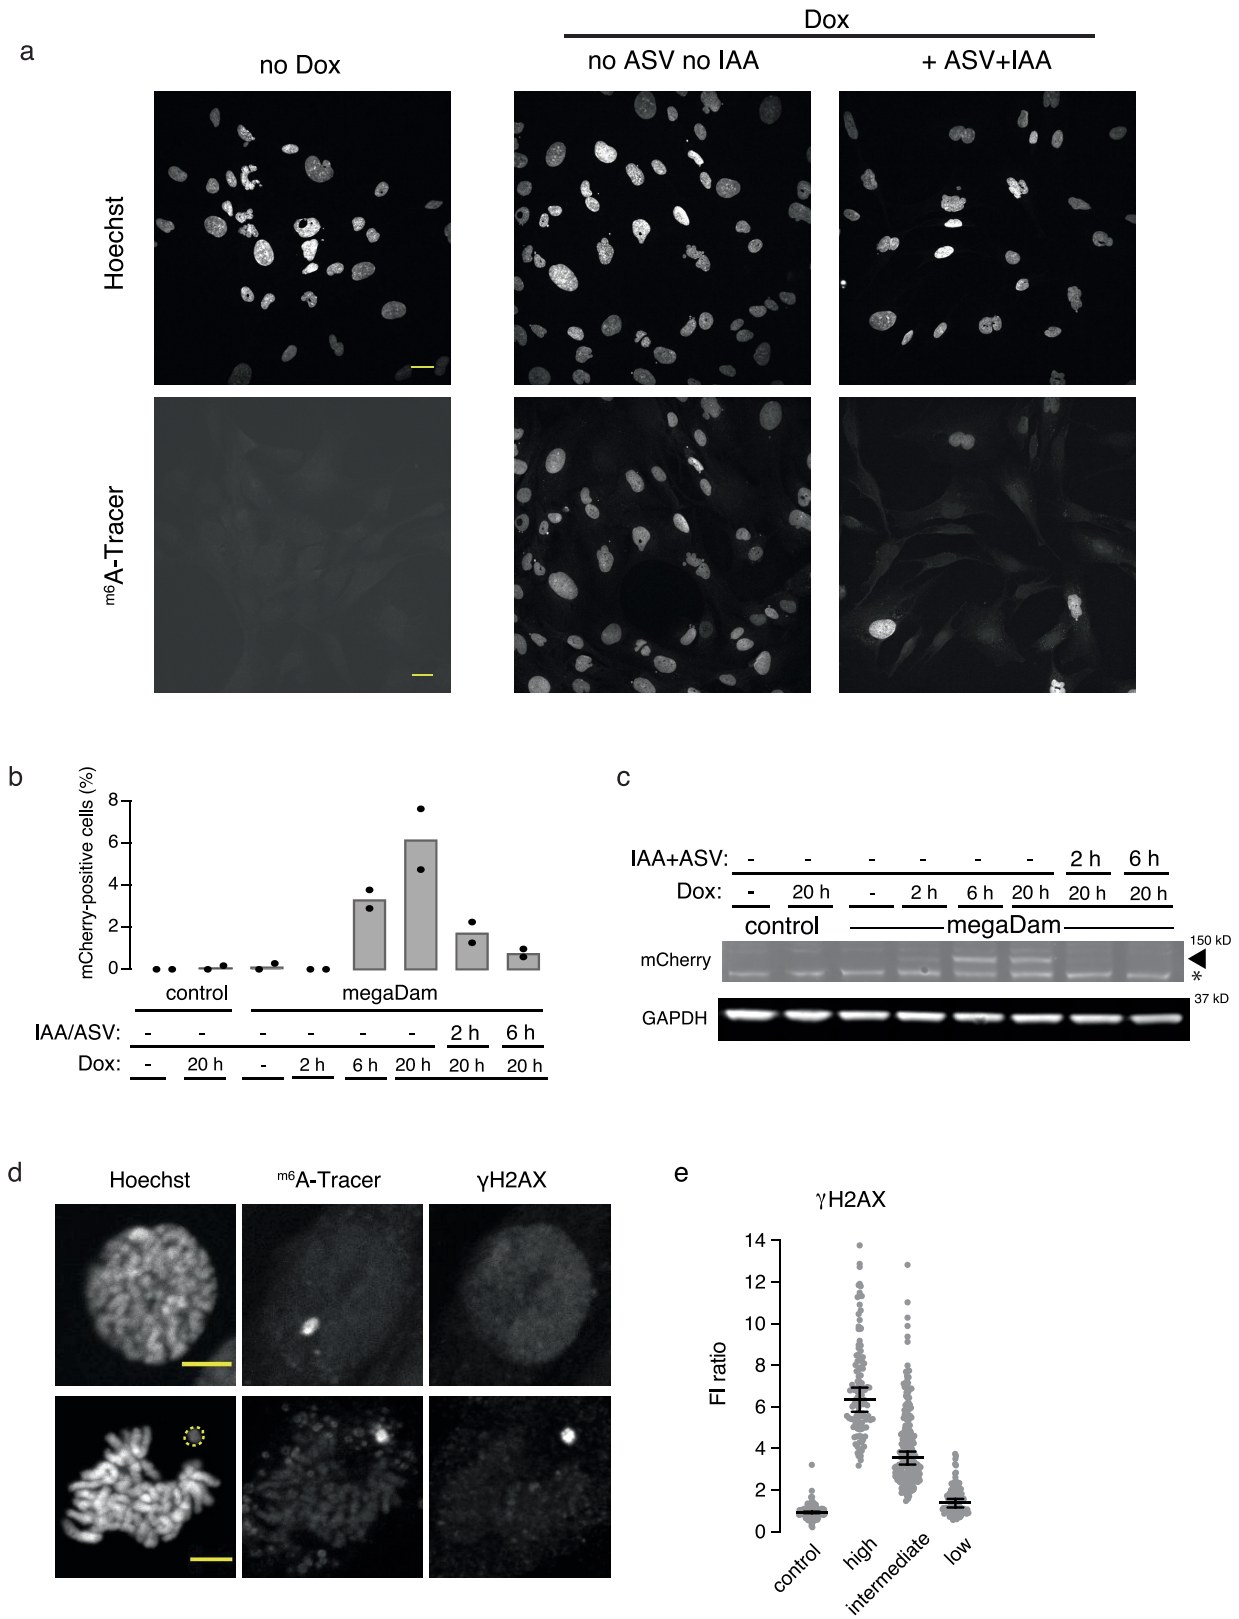 a
Dox
no Dox
no ASV no IAA
+ ASV+IAA
Hoechst
m6A-Tracer
b
mCherry-positive cells (%)
8
6
4
2
0
control
megaDam
IAA/ASV:
-
-
-
-
-
-
2 h
6 h
Dox:
-
20 h
-
2 h
6 h
20 h
20 h
20 h
c
IAA+ASV:
-
-
-
-
-
-
2 h
6 h
Dox:
-
20 h
-
2 h
6 h
20 h
20 h
20 h
control
megaDam
mCherry
150 kD
*
37 kD
GAPDH
d
Hoechst
m6A-Tracer
γH2AX
e
γH2AX
FI ratio
14
12
10
8
6
4
2
0
control
high
intermediate
low